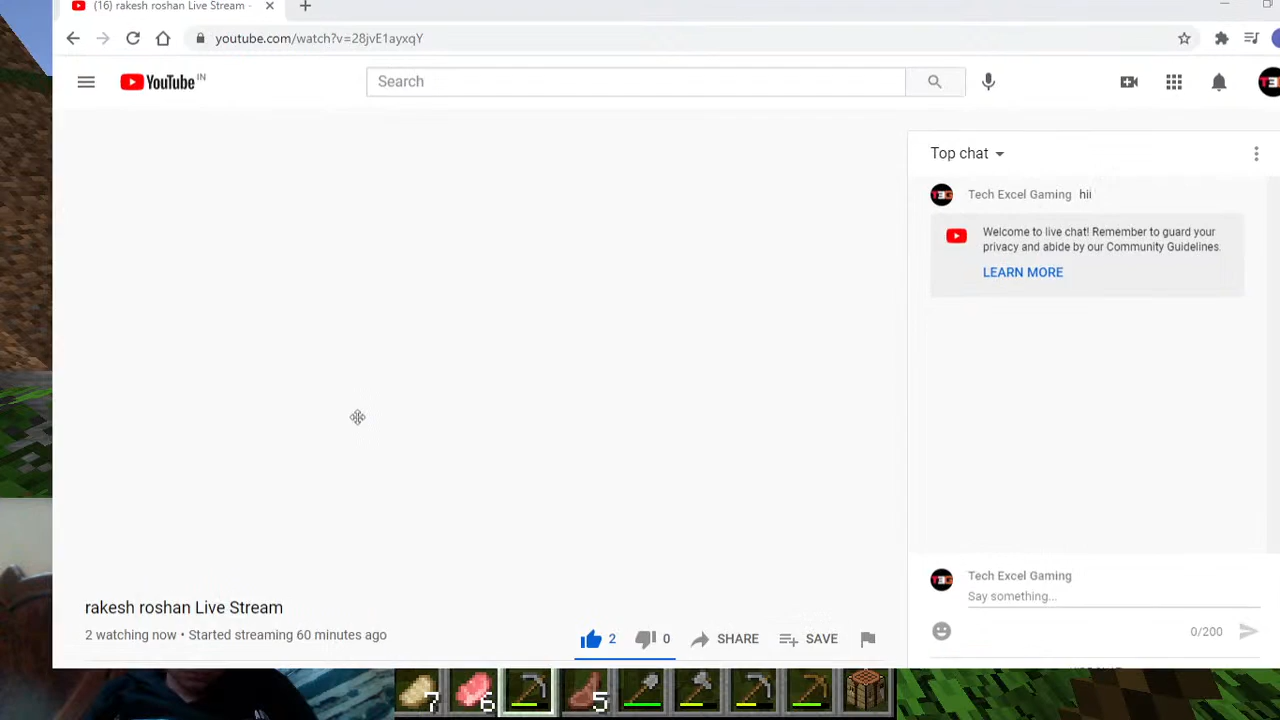 (16) rakesh roshan Live Stream -
youtube.com/watch?v=28jvE1ayxqY
YouTube IN
Search
T3
Top chat
Tech Excel Gaming hii
Welcome to live chat! Remember to guard your
privacy and abide by our Community Guidelines.
LEARN MORE
Tech Excel Gaming
Say something...
0/200
rakesh roshan Live Stream
2 watching now • Started streaming 60 minutes ago
2 0 SHARE SAVE
7 6 5